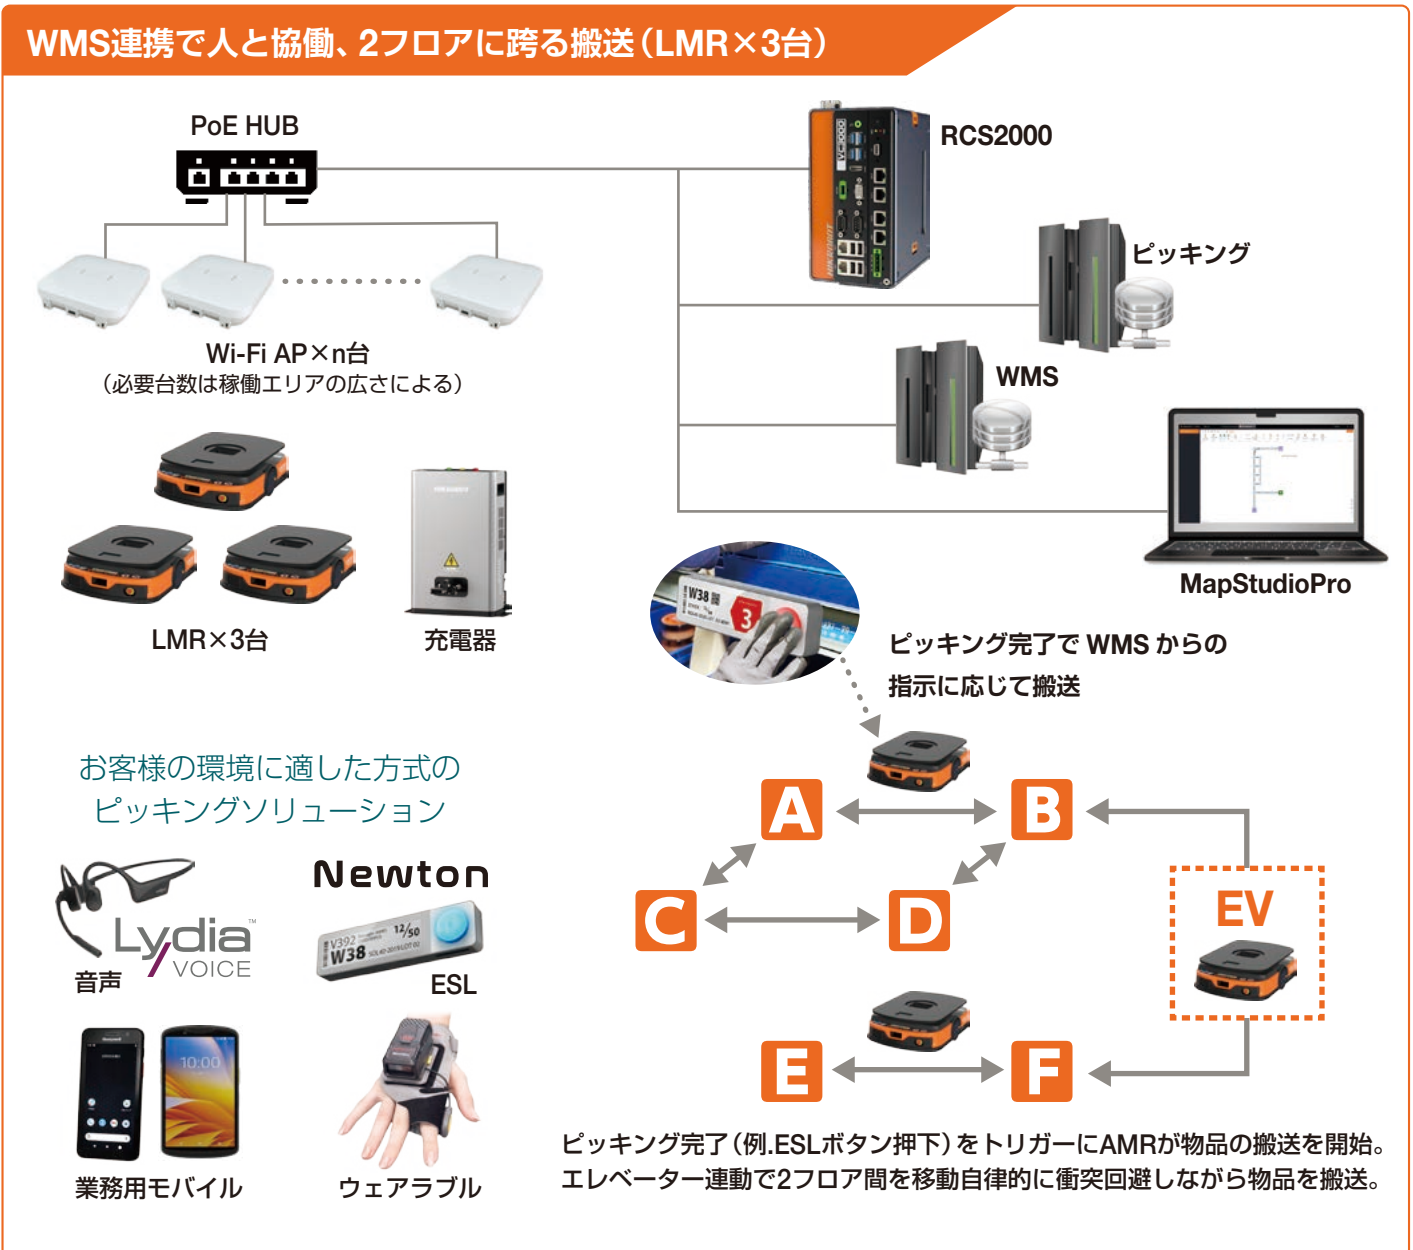 WMS連携で人と協働、2フロアに跨る搬送（LMR×3台）
PoE HUB
RCS2000
ピッキング
Wi-Fi AP×n台
（必要台数は稼働エリアの広さによる）
WMS
MapStudioPro
LMR×3台
充電器
W38
3
ピッキング完了で WMS からの
指示に応じて搬送
お客様の環境に適した方式の
ピッキングソリューション
A
B
C
D
EV
E
F
Newton
Lydia™
VOICE
音声
V392
12/50
W38
ESL
10:00
業務用モバイル
ウェアラブル
ピッキング完了（例.ESLボタン押下）をトリガーにAMRが物品の搬送を開始。
エレベーター連動で2フロア間を移動自律的に衝突回避しながら物品を搬送。